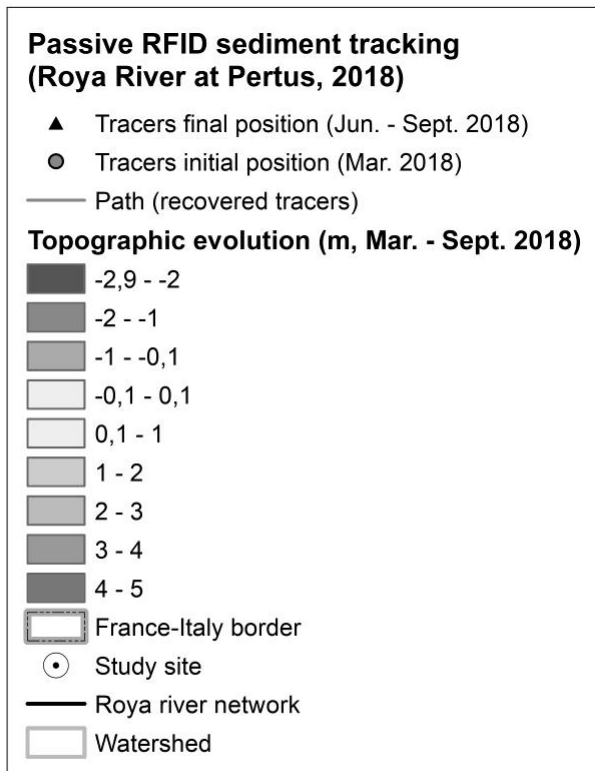 Passive RFID sediment tracking
(Roya River at Pertus, 2018)
Tracers final position (Jun. - Sept. 2018)
Tracers initial position (Mar. 2018)
Path (recovered tracers)
Topographic evolution (m, Mar. - Sept. 2018)
-2,9 - -2
-2 - -1
-1 - -0,1
-0,1 - 0,1
0,1 - 1
1 - 2
2 - 3
3 - 4
4 - 5
France-Italy border
Study site
Roya river network
Watershed